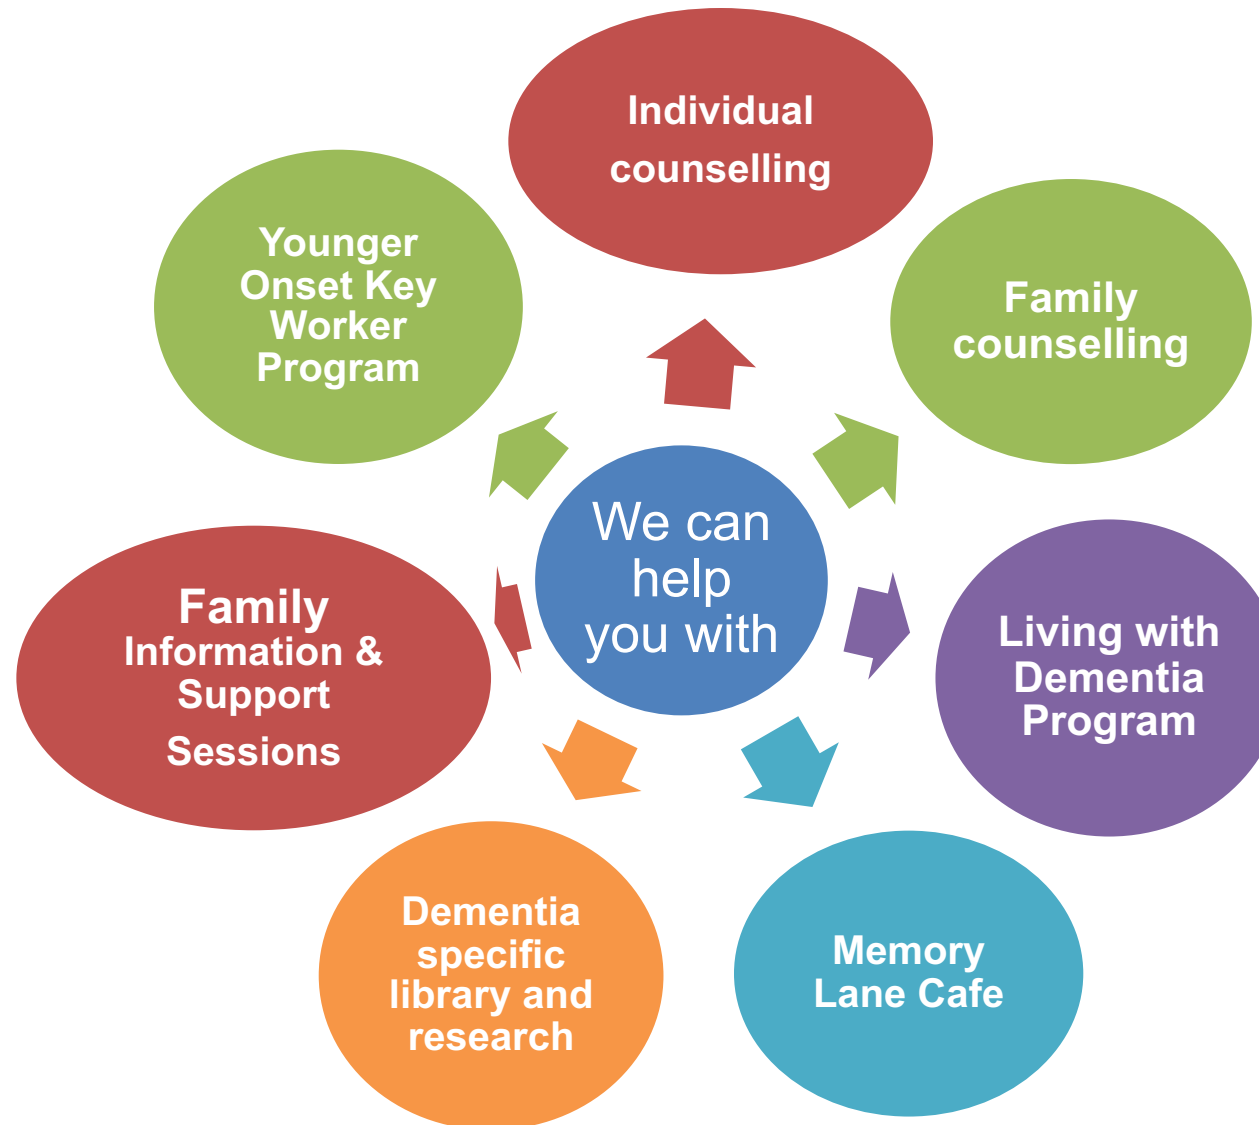 Individual
counselling
Younger
Onset Key
Worker
Program
Family
counselling
We can
help
you with
Family
Information &
Support
Sessions
Living with
Dementia
Program
Dementia
specific
library and
research
Memory
Lane Cafe